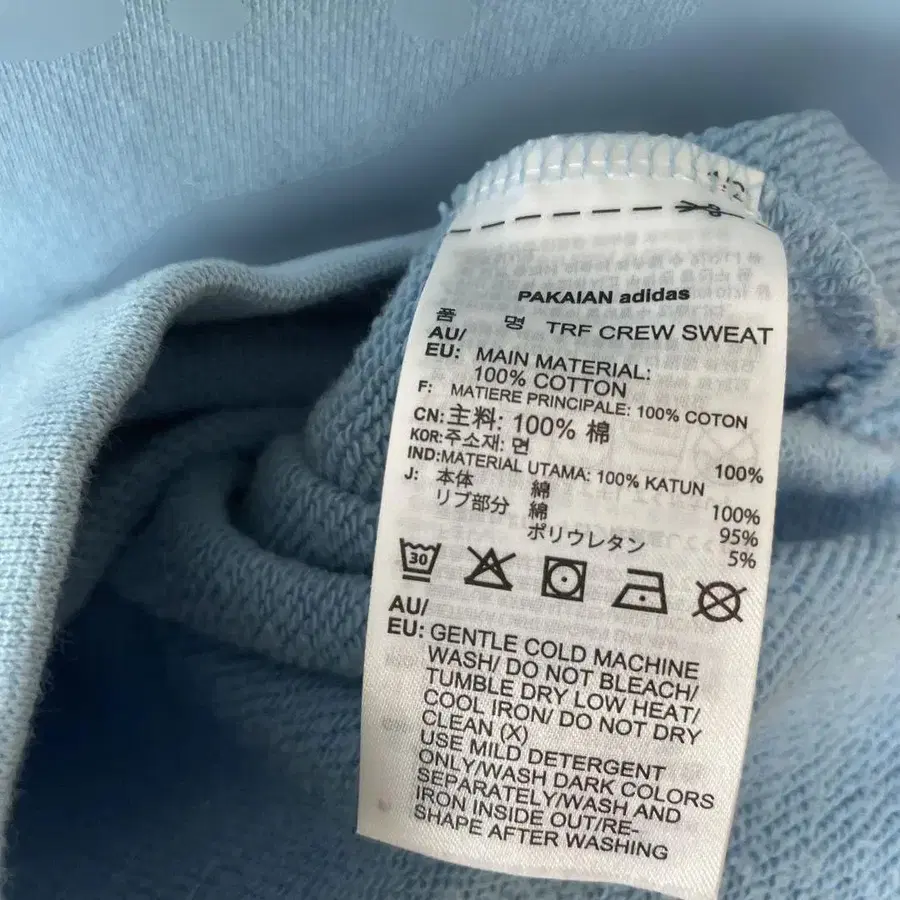 PAKAIAN adidas
품 명 TRF CREW SWEAT
AU/
EU: MAIN MATERIAL:
100% COTTON
F: MATIERE PRINCIPALE: 100% COTON
CN: 主料: 100% 棉
KOR: 주소재: 면 100%
IND: MATERIAL UTAMA: 100% KATUN
J: 本体 綿 100%
リブ部分 綿 95%
ポリウレタン 5%
30
AU/
EU: GENTLE COLD MACHINE
WASH/ DO NOT BLEACH/
TUMBLE DRY LOW HEAT/
COOL IRON/ DO NOT DRY
CLEAN (X)
USE MILD DETERGENT
ONLY/WASH DARK COLORS
SEPARATELY/WASH AND
IRON INSIDE OUT/RE-
SHAPE AFTER WASHING